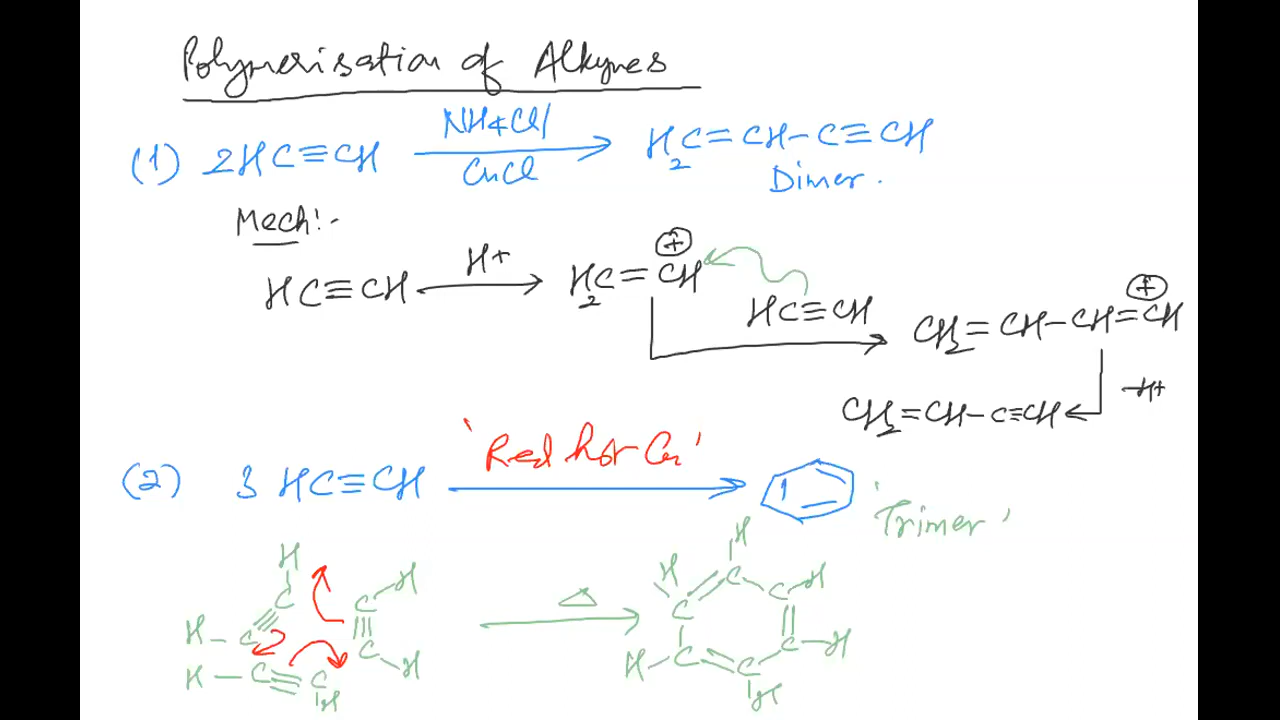 Polymerisation of Alkynes
(1) 2HC≡CH NH4Cl/ CuCl H2C=CH-C≡CH
Dimer.
Mech:-
HC≡CH H+ H2C=CH ⊕
HC≡CH CH2=CH-CH=CH ⊕
-H+
CH2=CH-C≡CH
(2) 3 HC≡CH 'Red hot Cu' 'Trimer'
H C C H
H C C H
H - C ≡ C H
Δ
H H C C C H
H C C C H
H